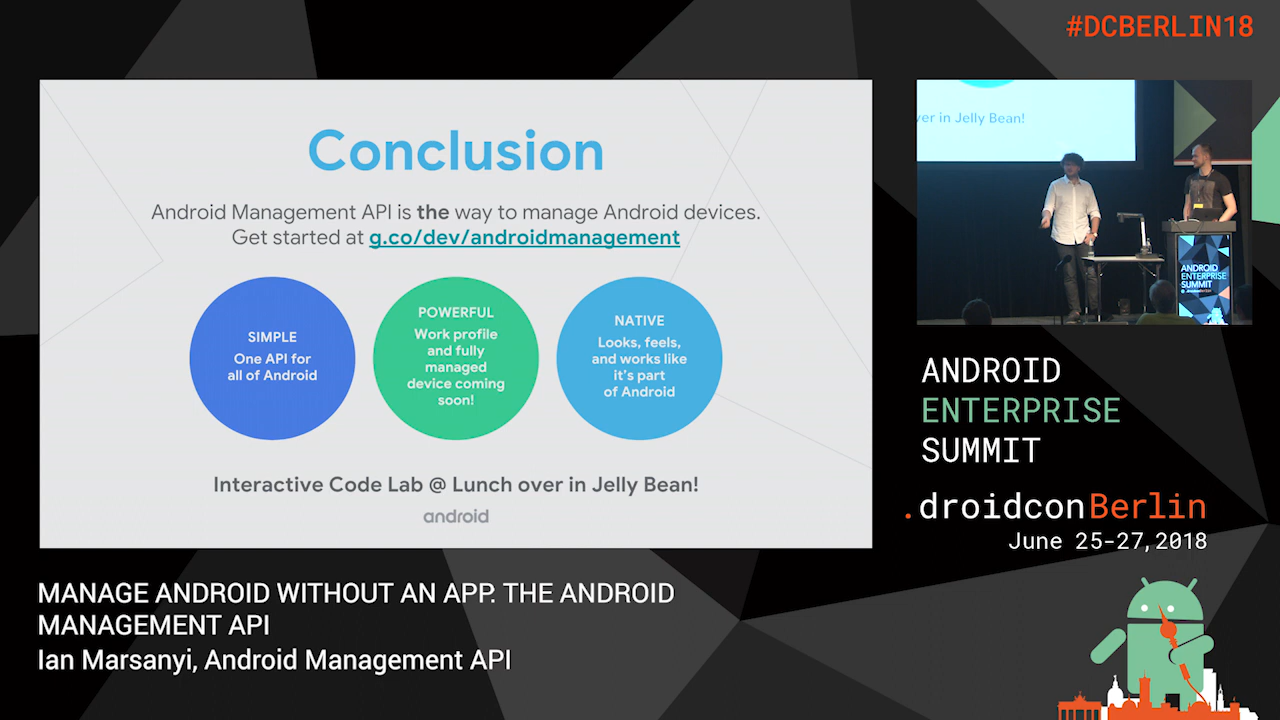 #DCBERLIN18
Conclusion
Android Management API is the way to manage Android devices.
Get started at g.co/dev/androidmanagement
SIMPLE
One API for
all of Android
POWERFUL
Work profile
and fully
managed
device coming
soon!
NATIVE
Looks, feels,
and works like
it's part
of Android
Interactive Code Lab @ Lunch over in Jelly Bean!
android
ver in Jelly Bean!
ANDROID
ENTERPRISE
SUMMIT
ANDROID
ENTERPRISE
SUMMIT
.droidconBerlin
June 25-27,2018
MANAGE ANDROID WITHOUT AN APP: THE ANDROID
MANAGEMENT API
Ian Marsanyi, Android Management API